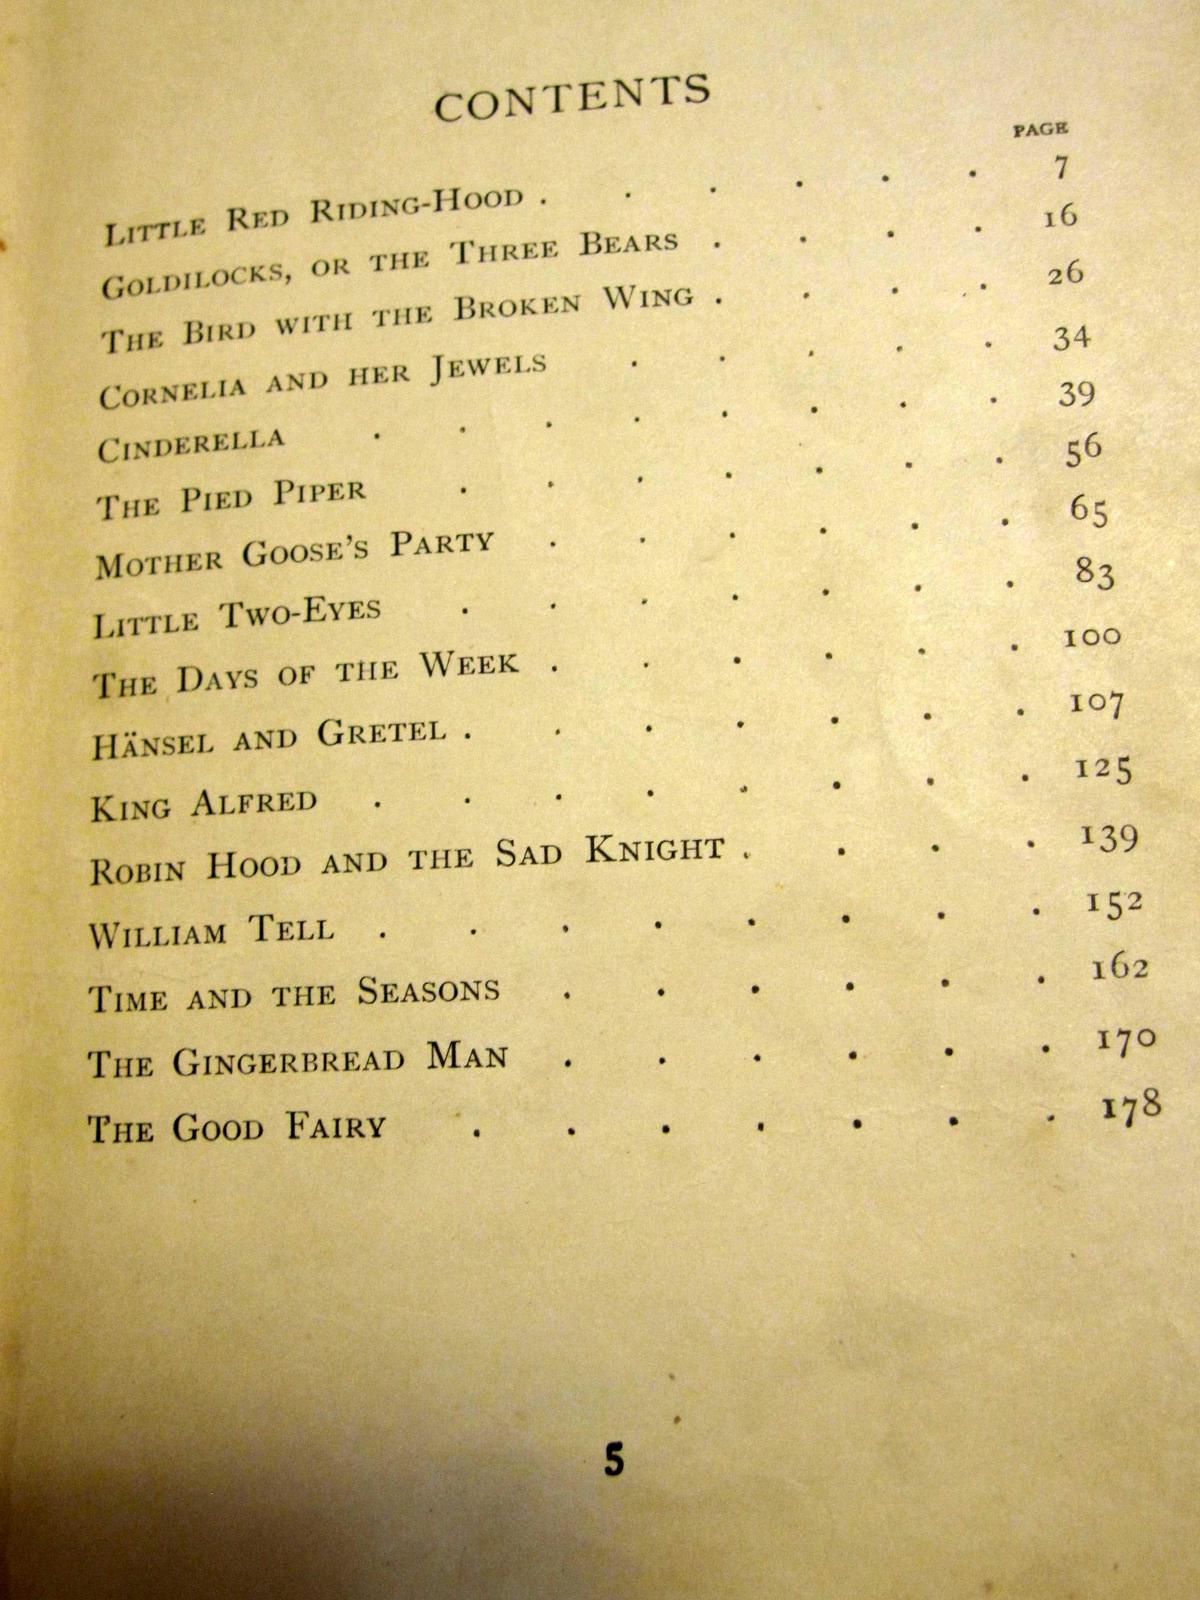 CONTENTS
PAGE
LITTLE RED RIDING-HOOD . . . . . . 7
GOLDILOCKS, OR THE THREE BEARS . . . . 16
THE BIRD WITH THE BROKEN WING . . . . 26
CORNELIA AND HER JEWELS . . . . . 34
CINDERELLA . . . . . . . . 39
THE PIED PIPER . . . . . . . 56
MOTHER GOOSE'S PARTY . . . . . . 65
LITTLE TWO-EYES . . . . . . . 83
THE DAYS OF THE WEEK . . . . . . 100
HÄNSEL AND GRETEL . . . . . . . 107
KING ALFRED . . . . . . . . 125
ROBIN HOOD AND THE SAD KNIGHT . . . . 139
WILLIAM TELL . . . . . . . . 152
TIME AND THE SEASONS . . . . . . 162
THE GINGERBREAD MAN . . . . . . 170
THE GOOD FAIRY . . . . . . . 178
5